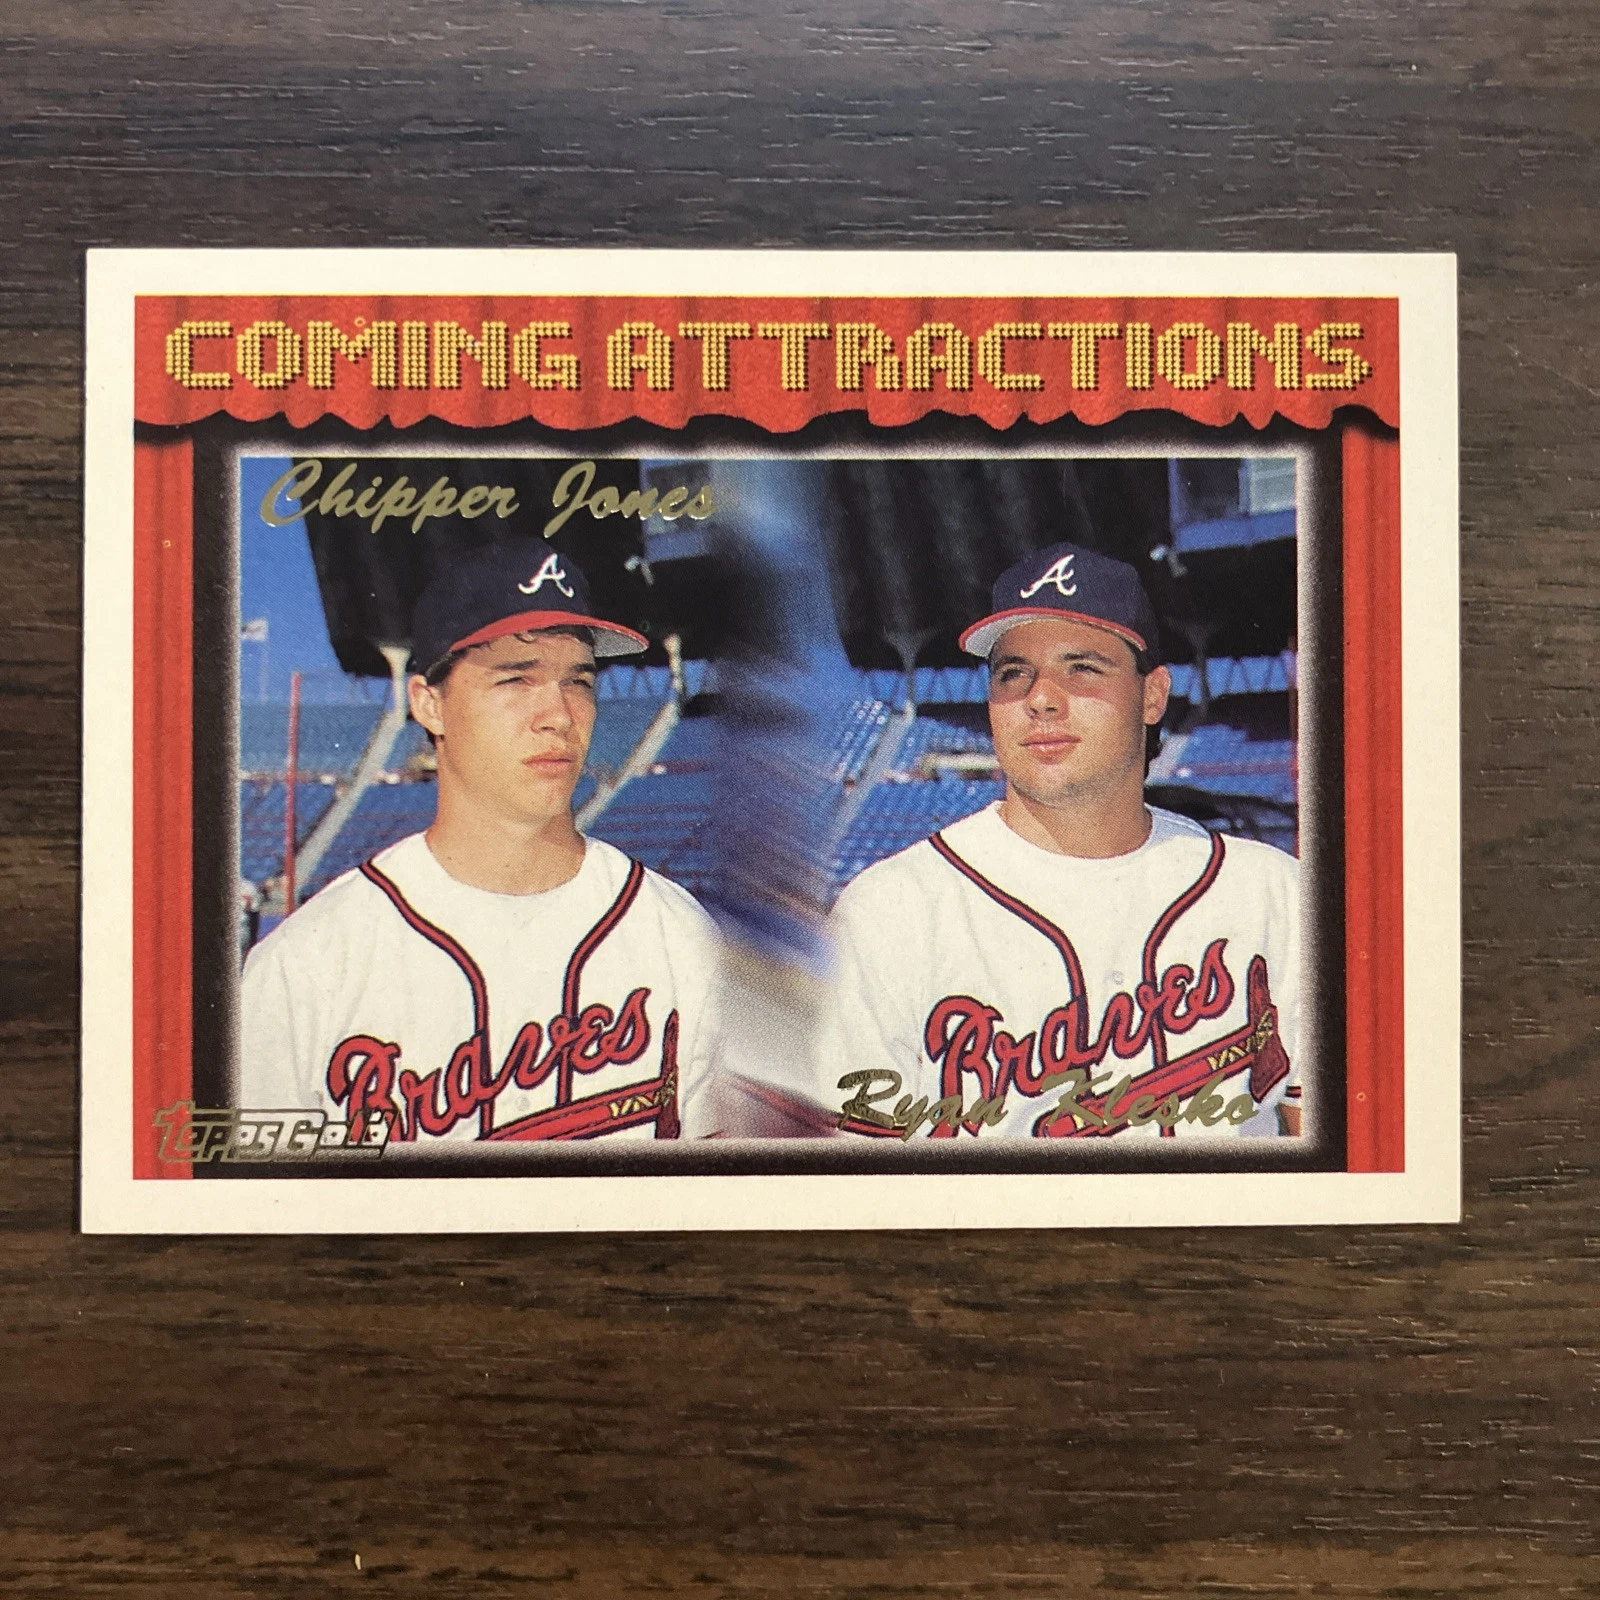 COMING ATTRACTIONS
Chipper Jones
A
A
Braves
Braves
Ryan Klesko
Topps Gold